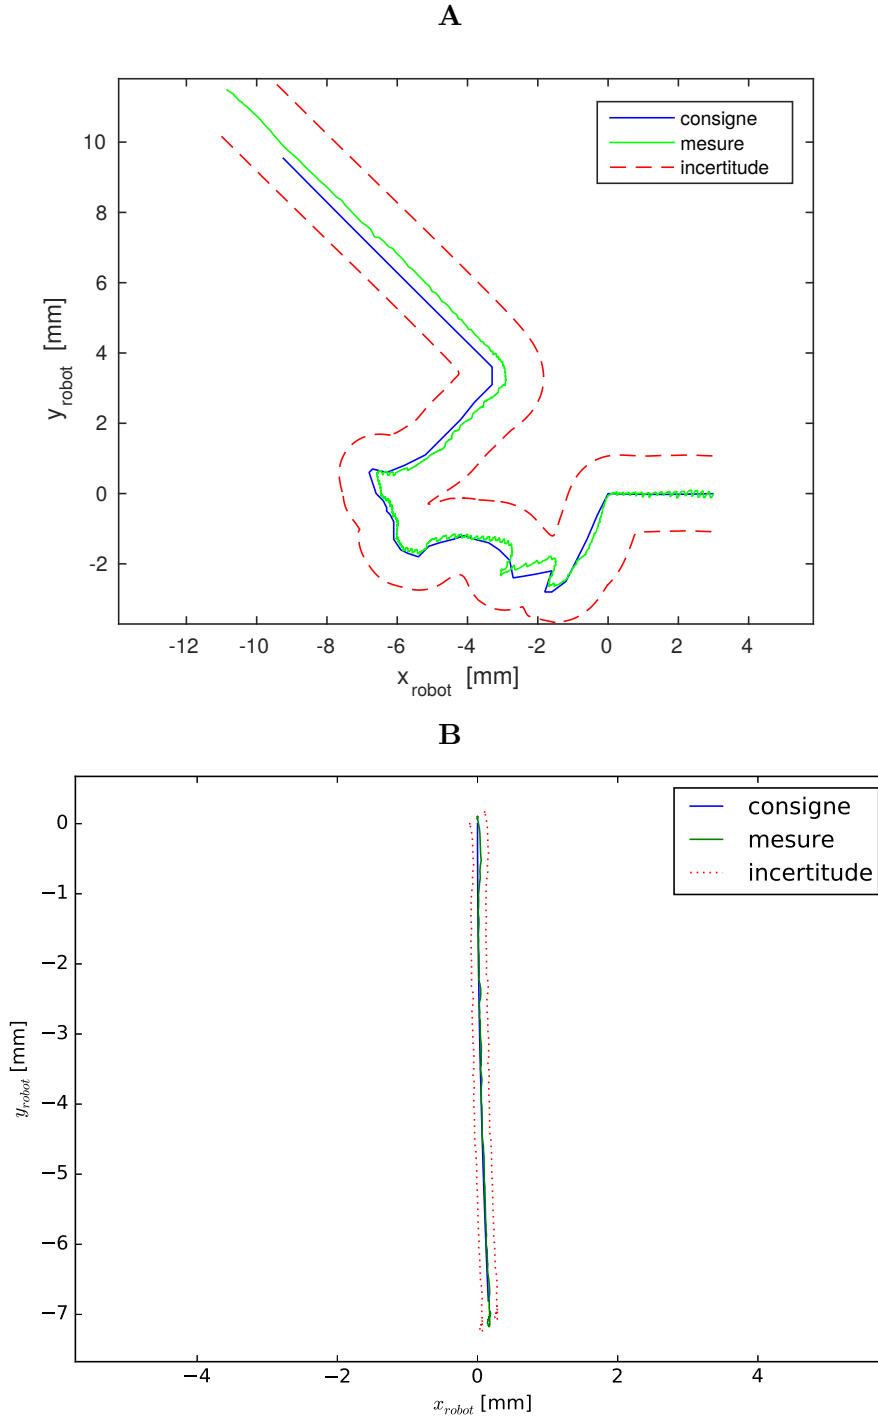 A
consigne
mesure
incertitude
10
8
6
4
2
0
-2
y_robot [mm]
-12 -10 -8 -6 -4 -2 0 2 4
x_robot [mm]
B
consigne
mesure
incertitude
0
−1
−2
−3
−4
−5
−6
−7
y_robot [mm]
−4 −2 0 2 4
x_robot [mm]